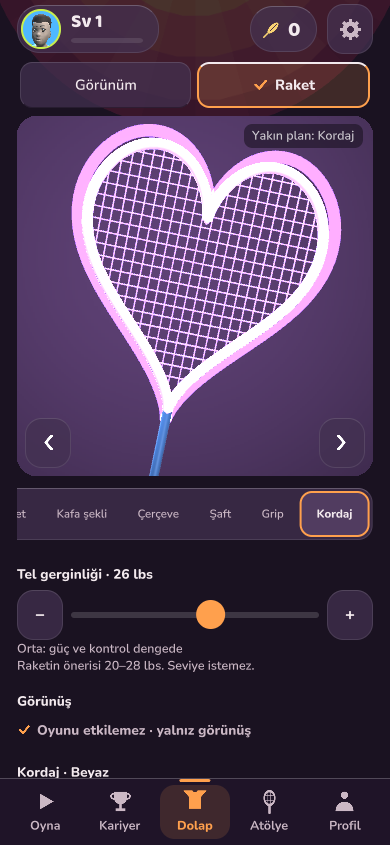 Sv 1
0
Görünüm
Raket
Yakın plan: Kordaj
et
Kafa şekli
Çerçeve
Şaft
Grip
Kordaj
Tel gerginliği · 26 lbs
−
+
Orta: güç ve kontrol dengede
Raketin önerisi 20–28 lbs. Seviye istemez.
Görünüş
Oyunu etkilemez · yalnız görünüş
Kordaj · Beyaz
Oyna
Kariyer
Dolap
Atölye
Profil